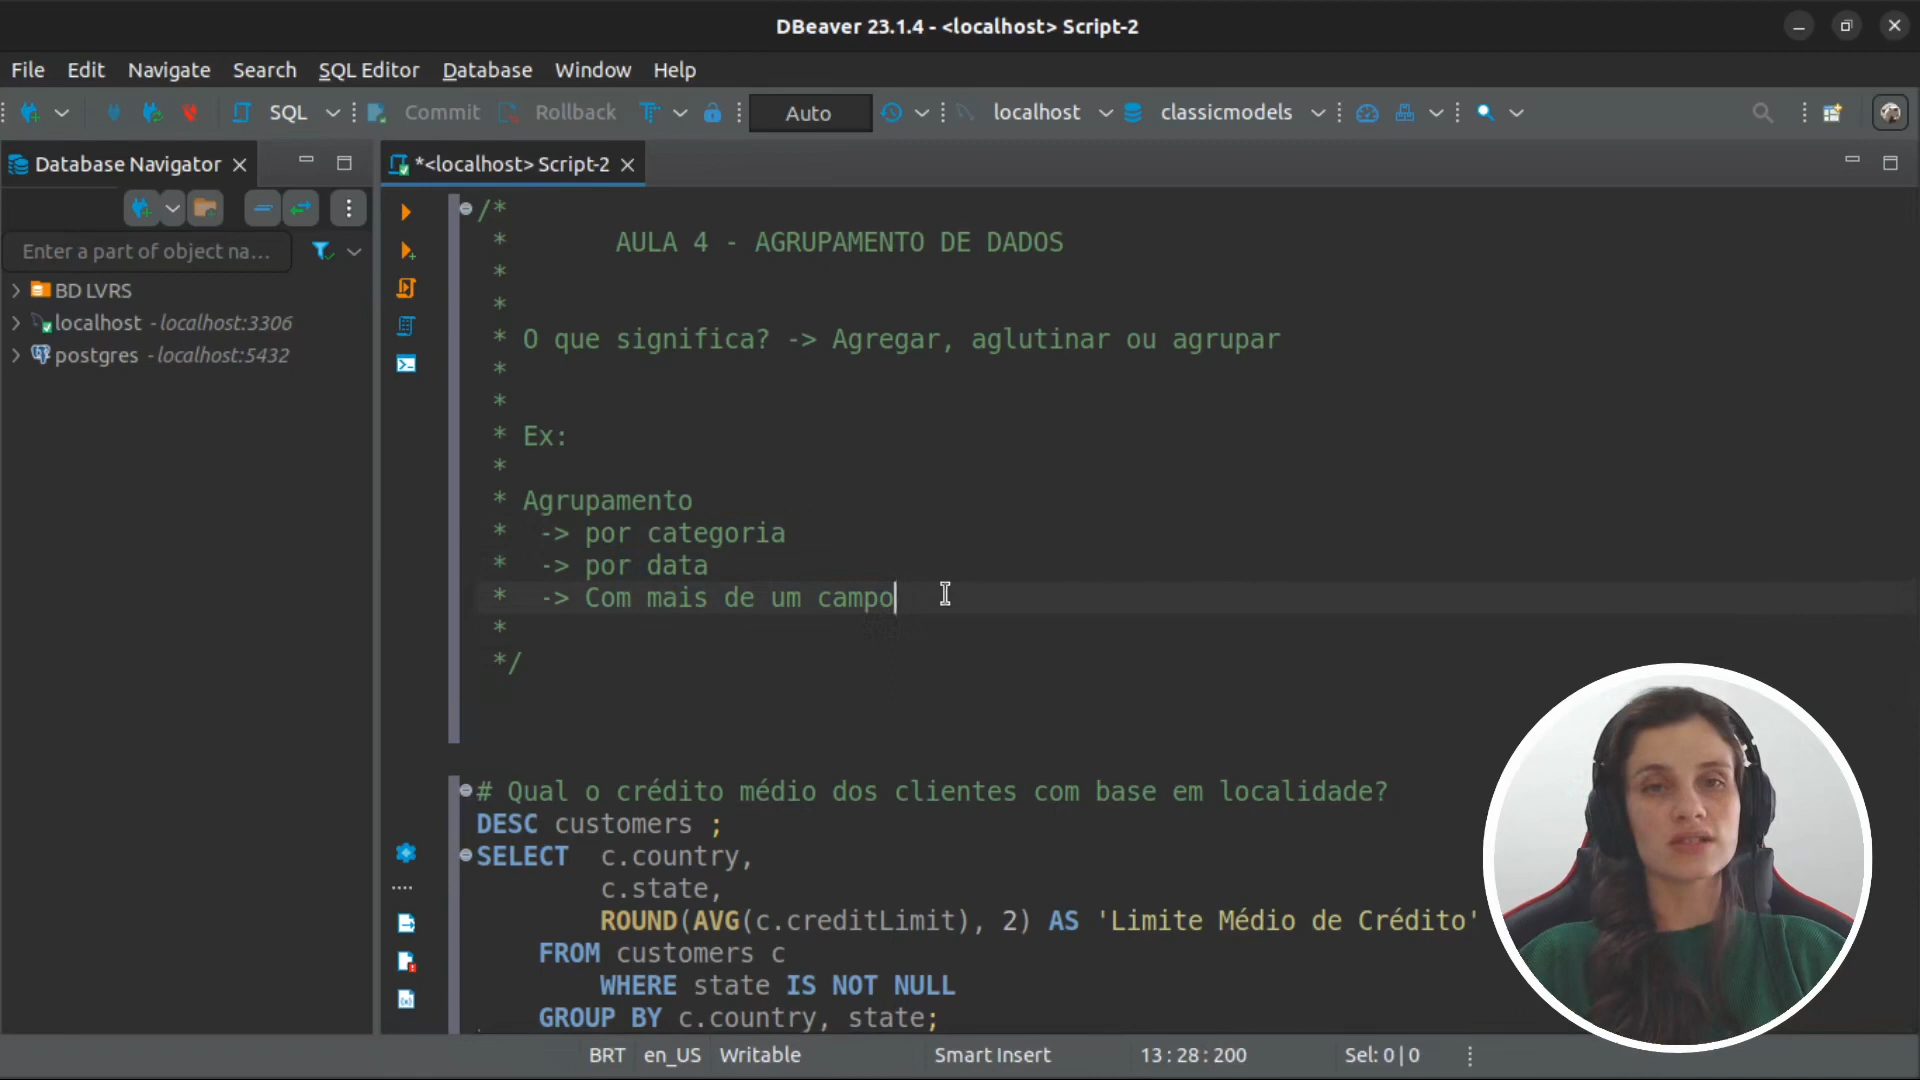 DBeaver 23.1.4 - <localhost> Script-2
File Edit Navigate Search SQL Editor Database Window Help
SQL Commit Rollback Auto localhost classicmodels
Database Navigator
*<localhost> Script-2
Enter a part of object na...
BD LVRS
localhost - localhost:3306
postgres - localhost:5432
/*
* AULA 4 - AGRUPAMENTO DE DADOS
*
*
* O que significa? -> Agregar, aglutinar ou agrupar
*
*
* Ex:
*
* Agrupamento
* -> por categoria
* -> por data
* -> Com mais de um campo
*
*/
# Qual o crédito médio dos clientes com base em localidade?
DESC customers ;
SELECT c.country,
c.state,
ROUND(AVG(c.creditLimit), 2) AS 'Limite Médio de Crédito'
FROM customers c
WHERE state IS NOT NULL
GROUP BY c.country, state;
BRT en_US Writable Smart Insert 13 : 28 : 200 Sel: 0 | 0